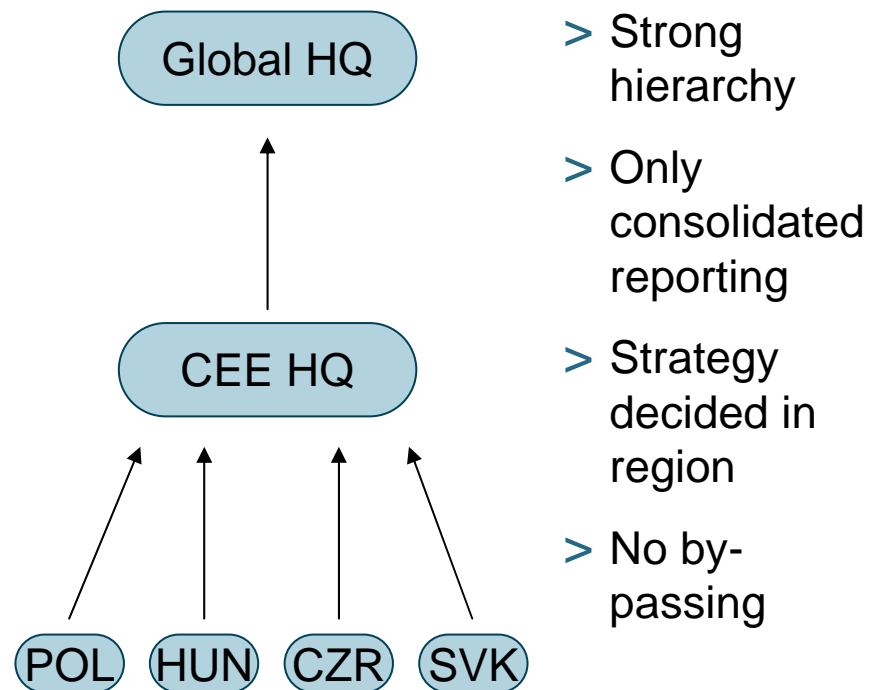 Global HQ
CEE HQ
POL HUN CZR SVK
> Strong
hierarchy
> Only
consolidated
reporting
> Strategy
decided in
region
> No by-
passing